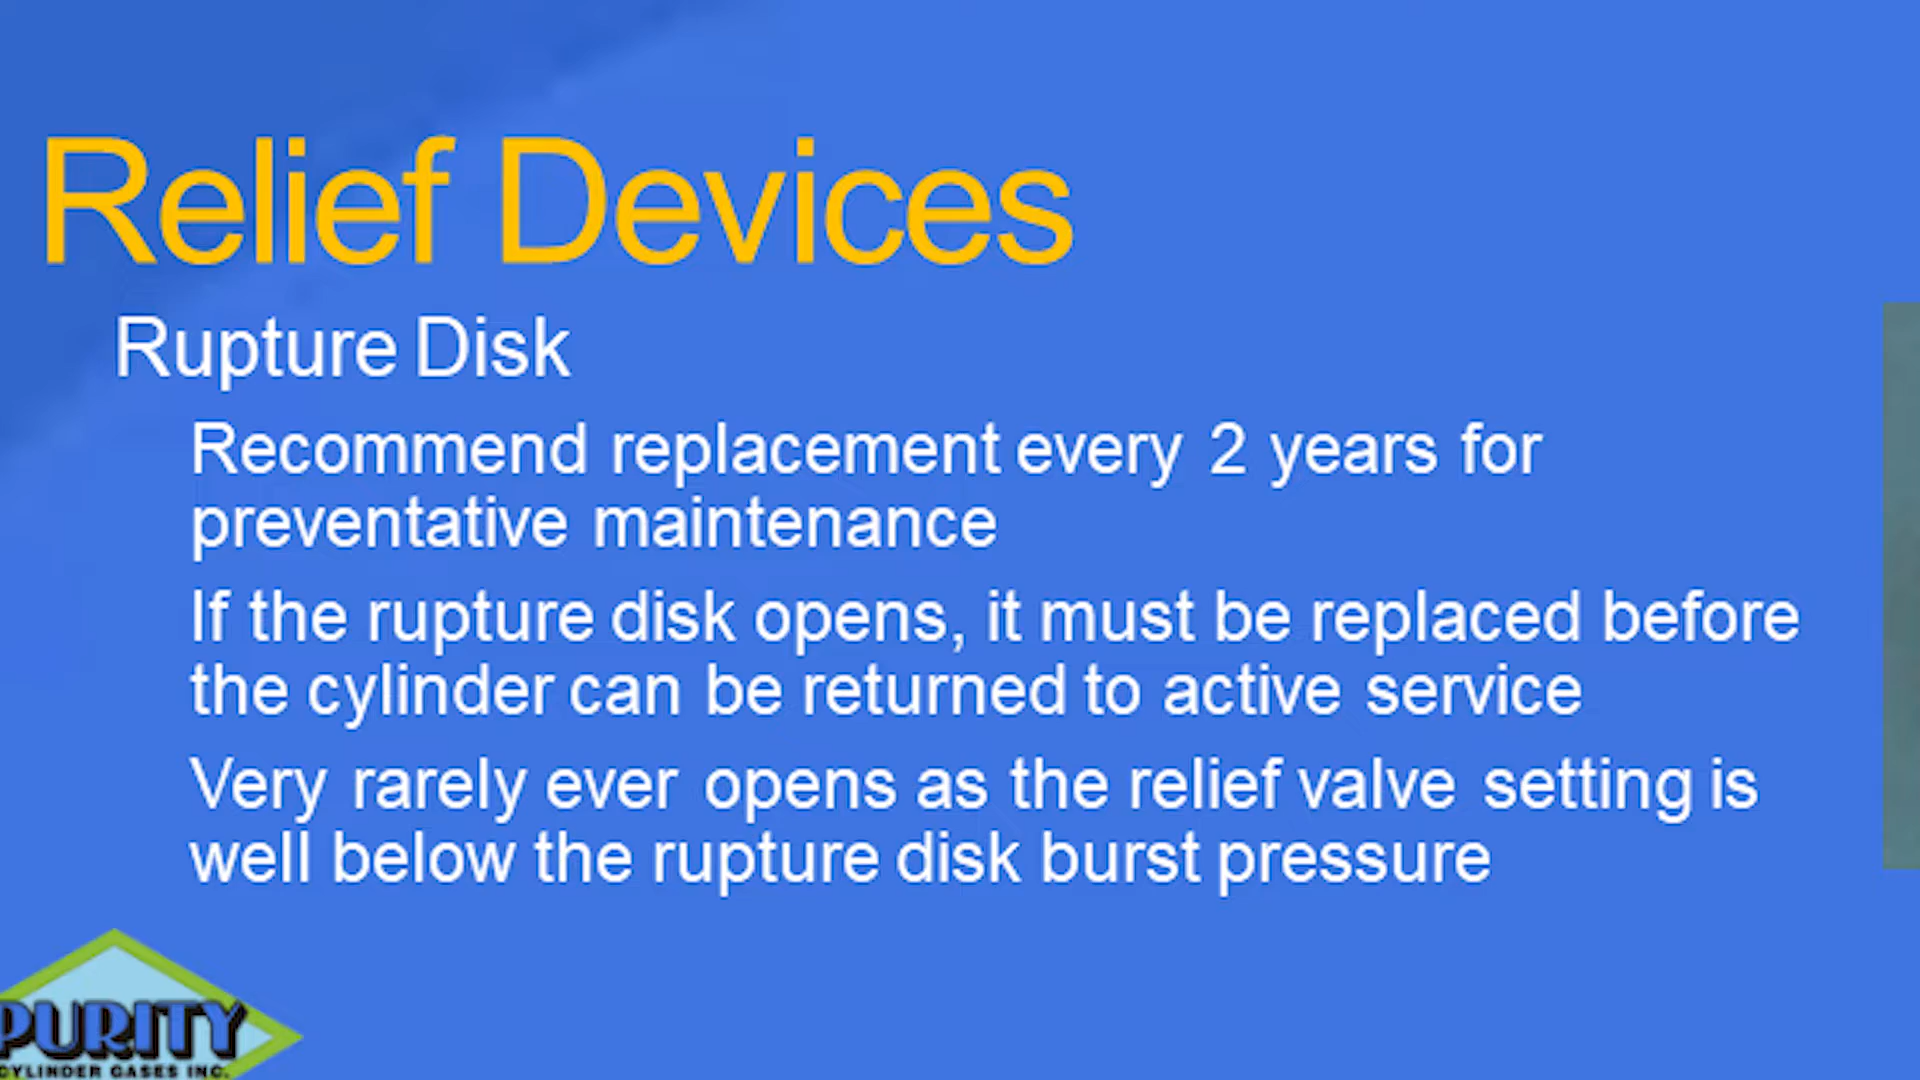 Relief Devices
Rupture Disk
Recommend replacement every 2 years for
preventative maintenance
If the rupture disk opens, it must be replaced before
the cylinder can be returned to active service
Very rarely ever opens as the relief valve setting is
well below the rupture disk burst pressure
PURITY
CYLINDER GASES INC.